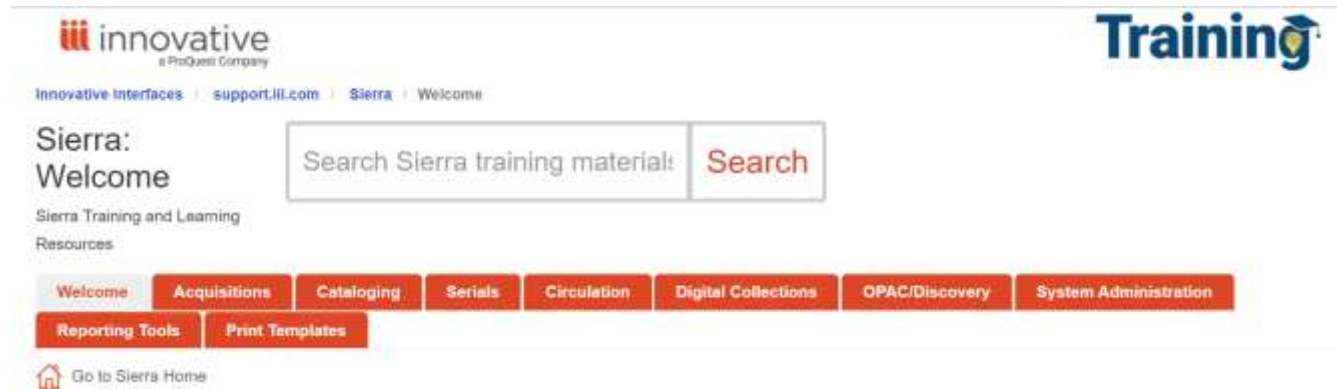 iii innovative
a ProQuest Company
Training
Innovative Interfaces / support.iii.com / Sierra / Welcome
Sierra:
Welcome
Search Sierra training materials
Search
Sierra Training and Learning
Resources
Welcome Acquisitions Cataloging Serials Circulation Digital Collections OPAC/Discovery System Administration
Reporting Tools Print Templates
Go to Sierra Home